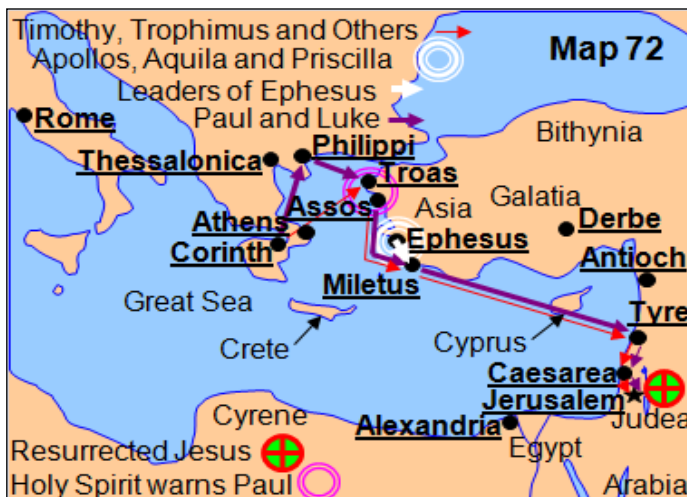 Timothy, Trophimus and Others
Apollos, Aquila and Priscilla
Map 72
Leaders of Ephesus
Rome
Paul and Luke
Bithynia
Philippi
Thessalonica
Troas
Galatia
Assos
Asia
Athens
Derbe
Corinth
Ephesus
Antioch
Miletus
Great Sea
Tyre
Crete
Cyprus
Caesarea
Jerusalem
Cyrene
Alexandria
Judea
Resurrected Jesus
Egypt
Holy Spirit warns Paul
Arabia